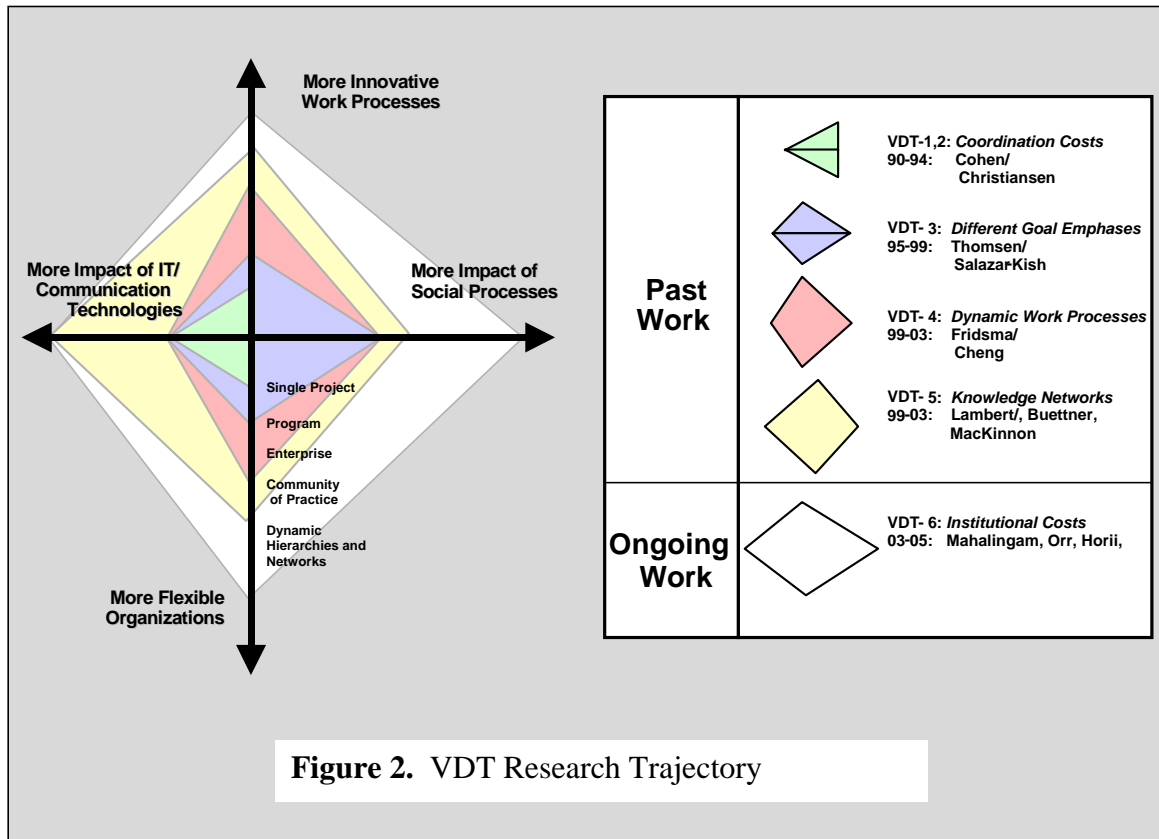 More Innovative
Work Processes
More Impact of IT/
Communication
Technologies
More Impact of
Social Processes
Single Project
Program
Enterprise
Community
of Practice
Dynamic
Hierarchies and
Networks
More Flexible
Organizations
Past
Work
VDT-1,2: Coordination Costs
90-94: Cohen/
Christiansen
VDT- 3: Different Goal Emphases
95-99: Thomsen/
Salazar-Kish
VDT- 4: Dynamic Work Processes
99-03: Fridsma/
Cheng
VDT- 5: Knowledge Networks
99-03: Lambert/, Buettner,
MacKinnon
Ongoing
Work
VDT- 6: Institutional Costs
03-05: Mahalingam, Orr, Horii,
Figure 2. VDT Research Trajectory